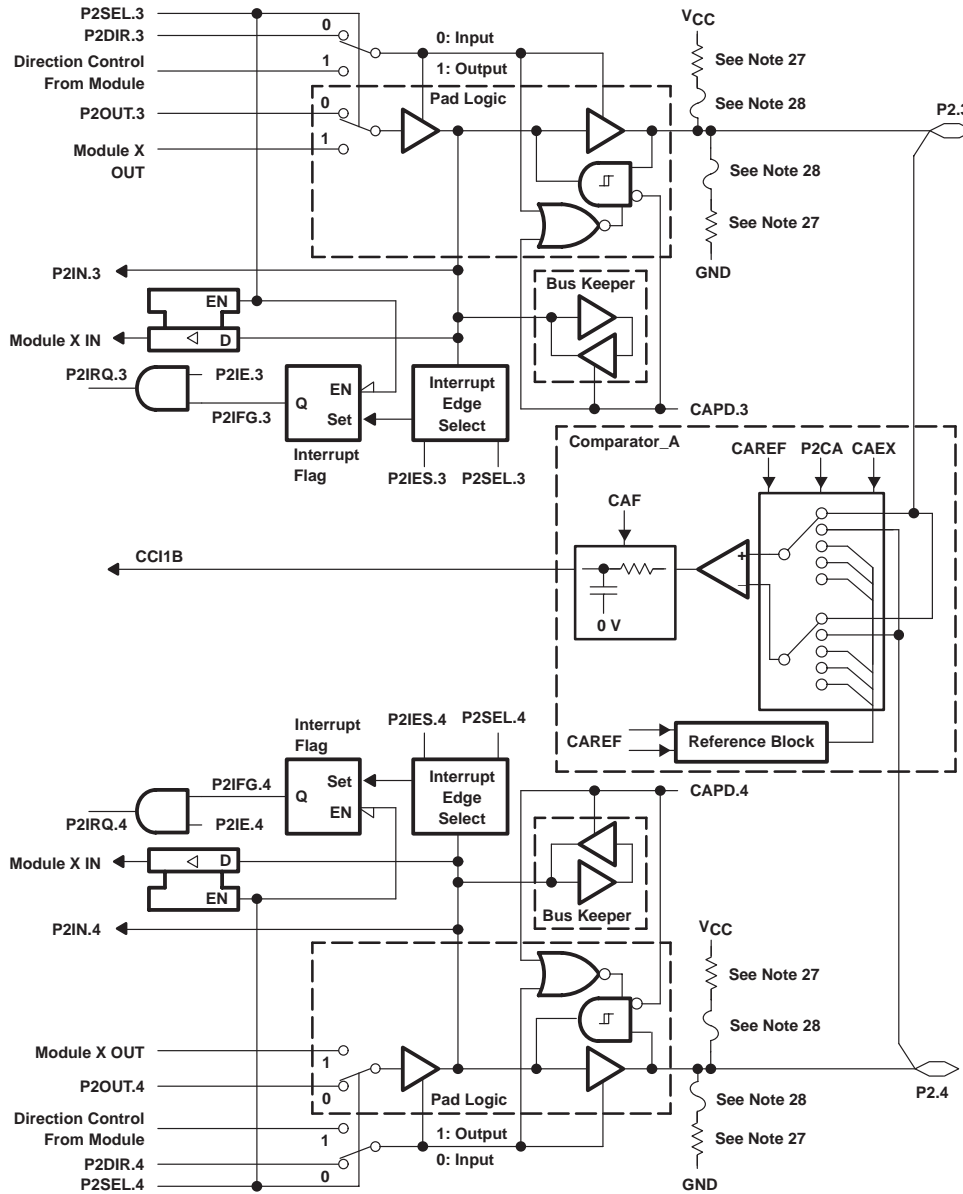 P2SEL.3
P2DIR.3
0
Direction Control
From Module
1
0: Input
1: Output
Pad Logic
P2OUT.3
0
Module X
OUT
1
VCC
See Note 27
See Note 28
P2.3
See Note 28
See Note 27
GND
P2IN.3
EN
Module X IN
D
Bus Keeper
P2IRQ.3
P2IE.3
P2IFG.3
Q
EN
Set
Interrupt
Flag
Interrupt
Edge
Select
P2IES.3
P2SEL.3
CAPD.3
Comparator_A
CAREF
P2CA
CAEX
CAF
+
−
CCI1B
0 V
CAREF
Reference Block
Interrupt
Flag
P2IES.4
P2SEL.4
P2IRQ.4
P2IFG.4
P2IE.4
Q
Set
EN
Interrupt
Edge
Select
CAPD.4
Module X IN
D
EN
Bus Keeper
P2IN.4
VCC
See Note 27
See Note 28
Module X OUT
1
P2OUT.4
0
Pad Logic
P2.4
See Note 28
See Note 27
GND
Direction Control
From Module
1
P2DIR.4
0
P2SEL.4
1: Output
0: Input